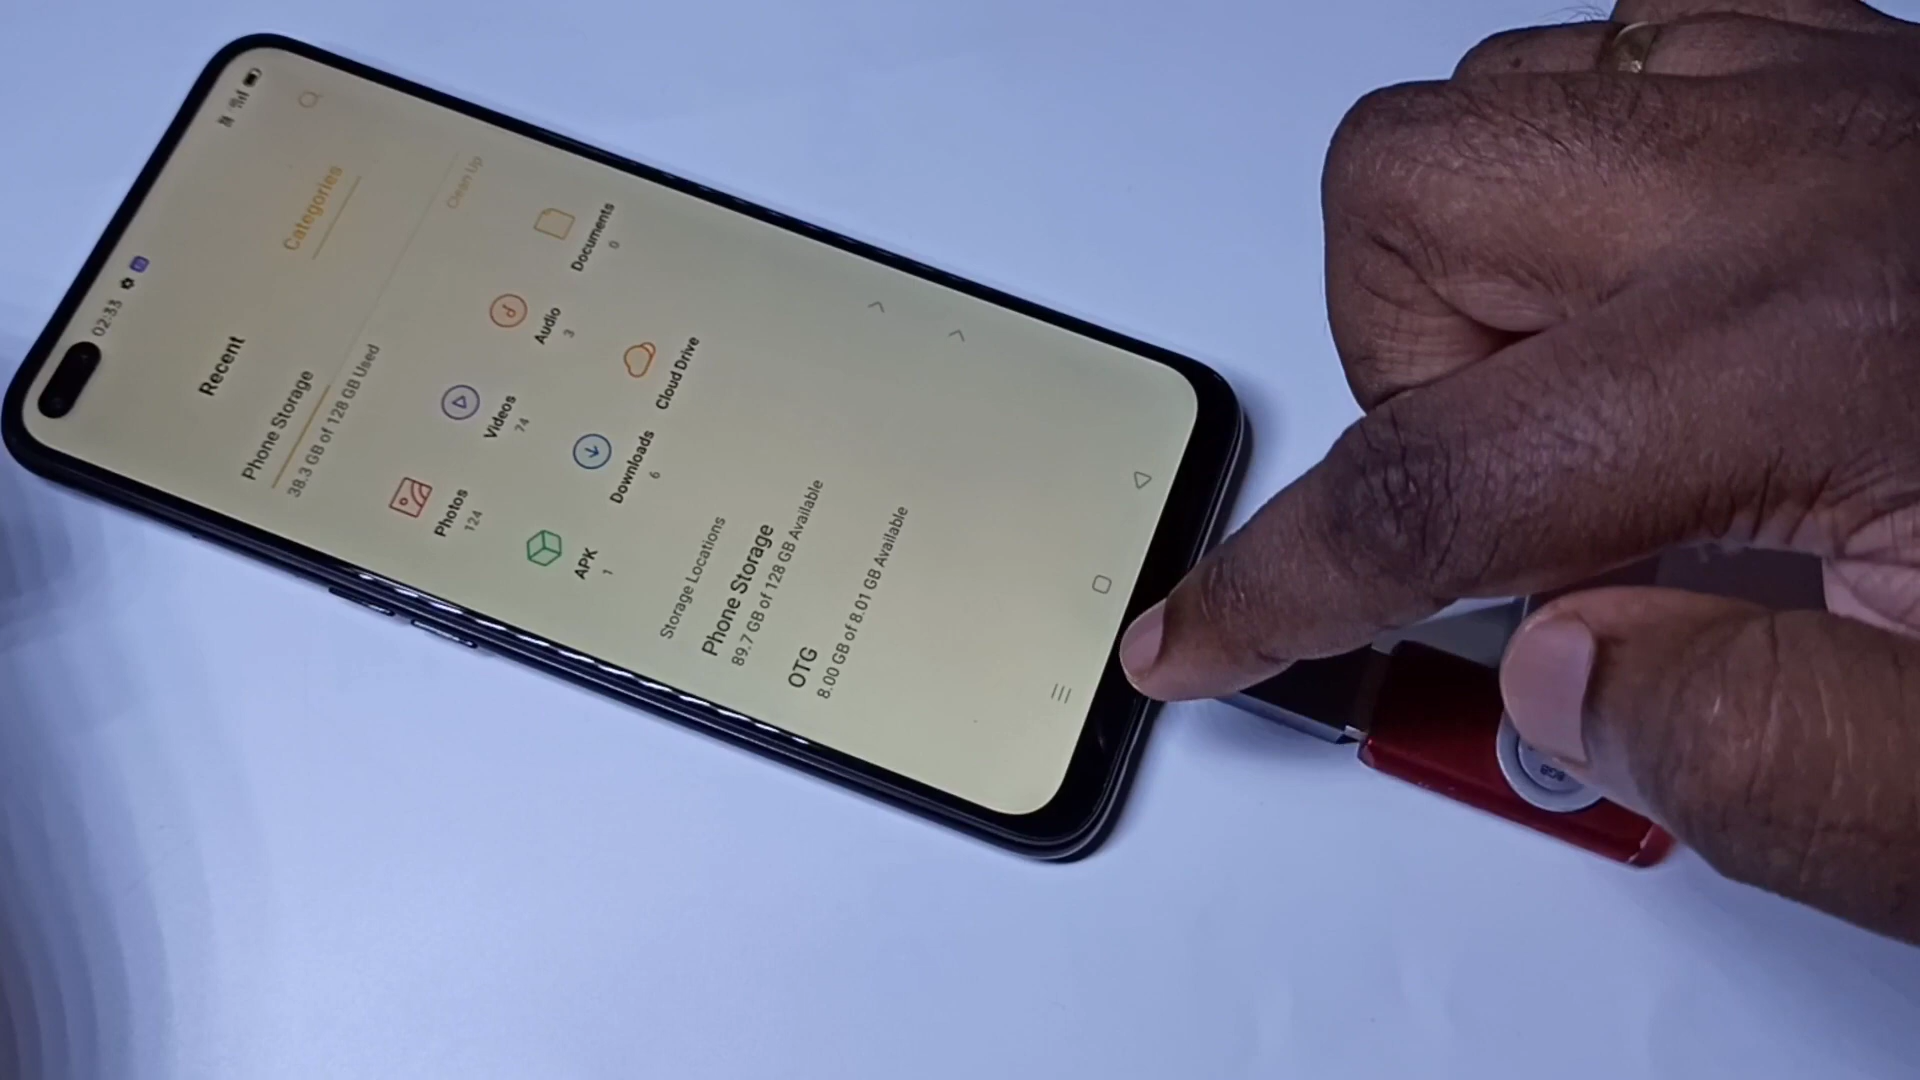 02:33
Recent
Categories
Phone Storage
38.3 GB of 128 GB Used
Clean Up
Photos
124
Videos
74
Audio
3
Documents
0
APK
1
Downloads
6
Cloud Drive
Storage Locations
Phone Storage
89.7 GB of 128 GB Available
OTG
8.00 GB of 8.01 GB Available
8GB